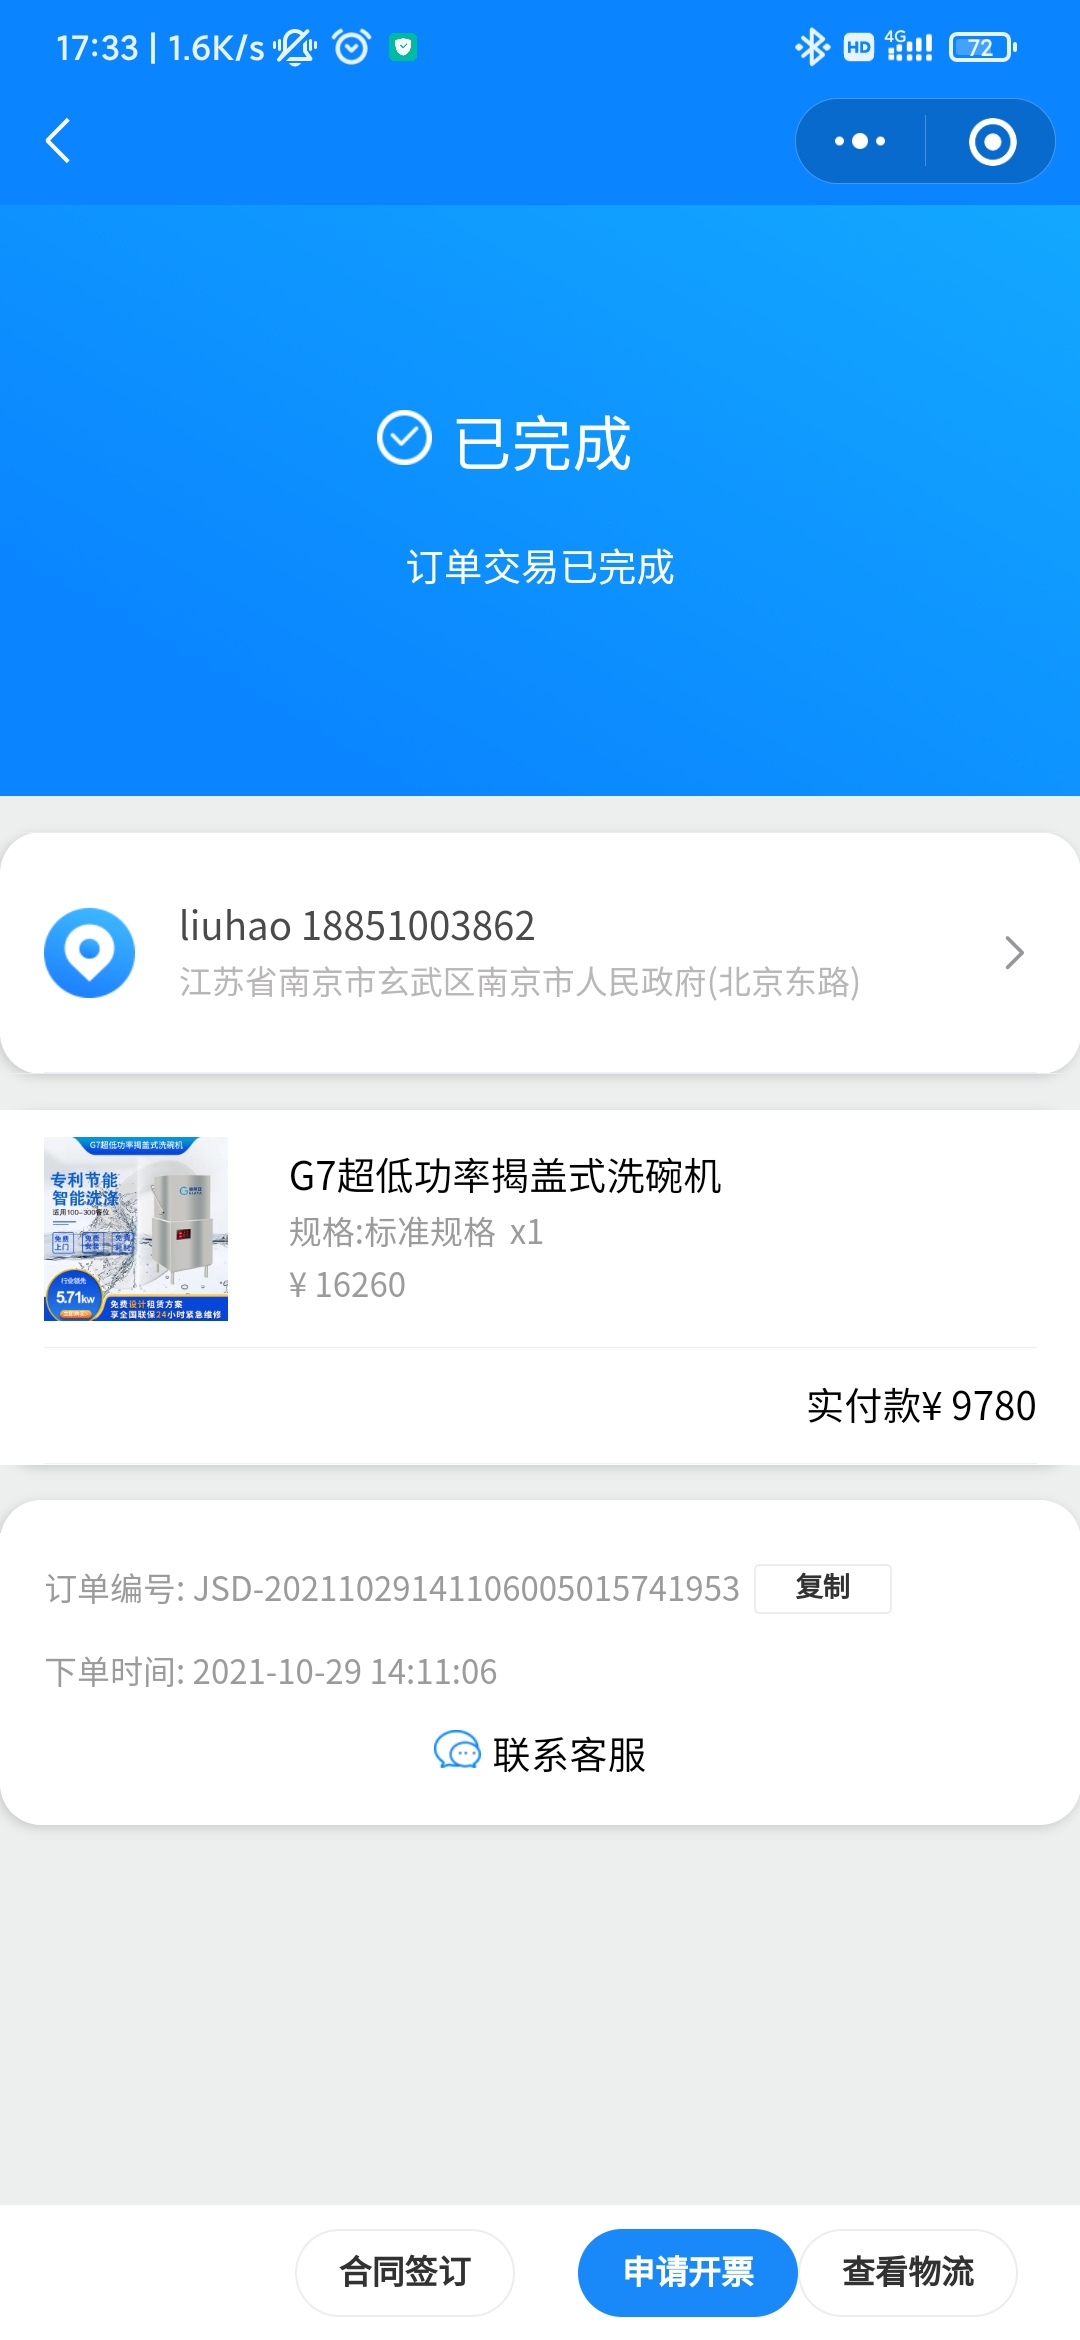 17:33 | 1.6K/s HD 4G 72
已完成
订单交易已完成
liuhao 18851003862
江苏省南京市玄武区南京市人民政府(北京东路)
G7超低功率揭盖式洗碗机
专利节能
智能洗涤
适用100-300餐位
免费
上门
行业领先
5.71kw
免费设计租赁方案
享全国联保24小时紧急维修
G7超低功率揭盖式洗碗机
规格:标准规格 x1
¥ 16260
实付款¥ 9780
订单编号: JSD-20211029141106005015741953 复制
下单时间: 2021-10-29 14:11:06
联系客服
合同签订 申请开票 查看物流